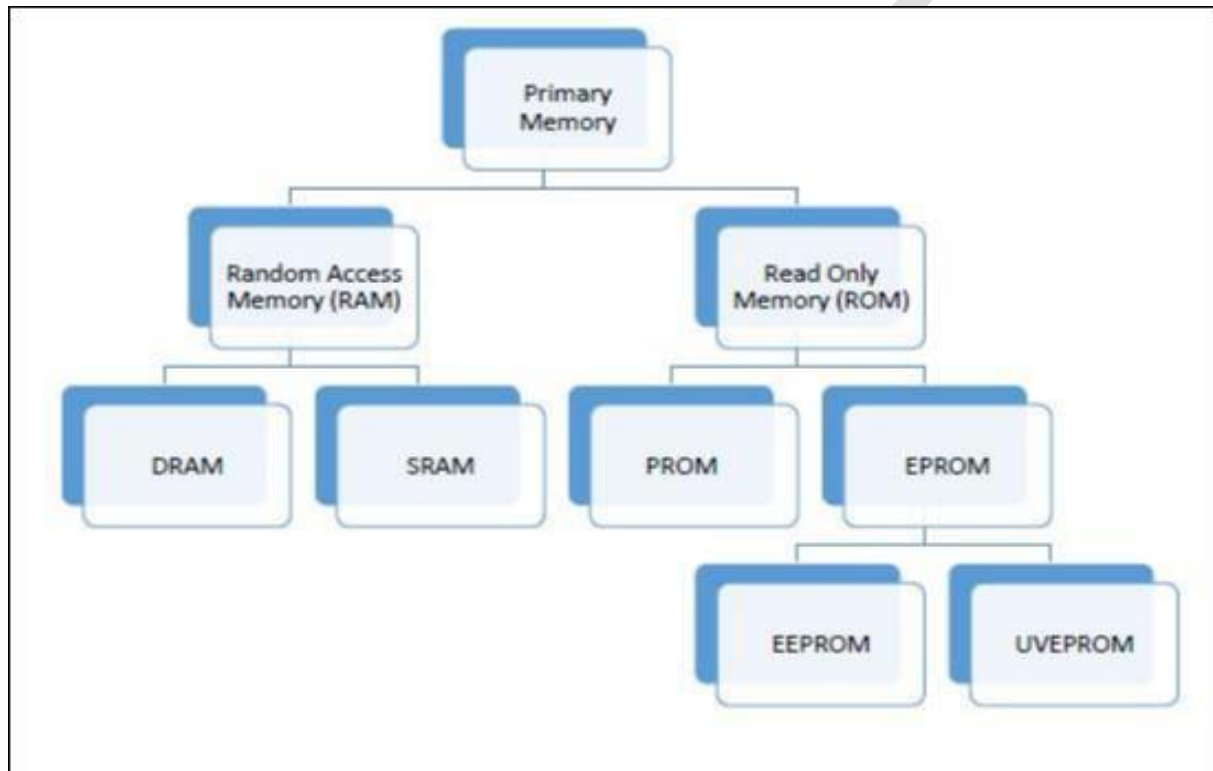 Primary
Memory
Random Access
Memory (RAM)
Read Only
Memory (ROM)
DRAM
SRAM
PROM
EPROM
EEPROM
UVEPROM